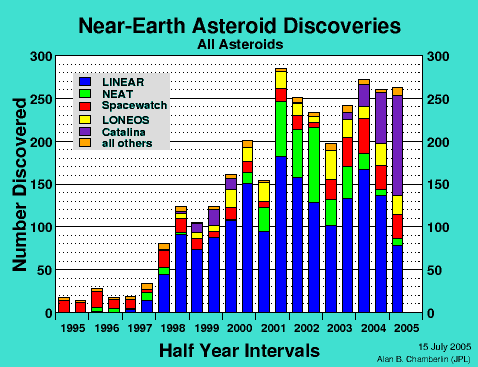 Near-Earth Asteroid Discoveries
All Asteroids
300 300
250 250
200 200
150 150
100 100
50 50
0 0
LINEAR
NEAT
Spacewatch
LONEOS
Catalina
all others
Number Discovered
1995 1996 1997 1998 1999 2000 2001 2002 2003 2004 2005
Half Year Intervals
15 July 2005
Alan B. Chamberlin (JPL)